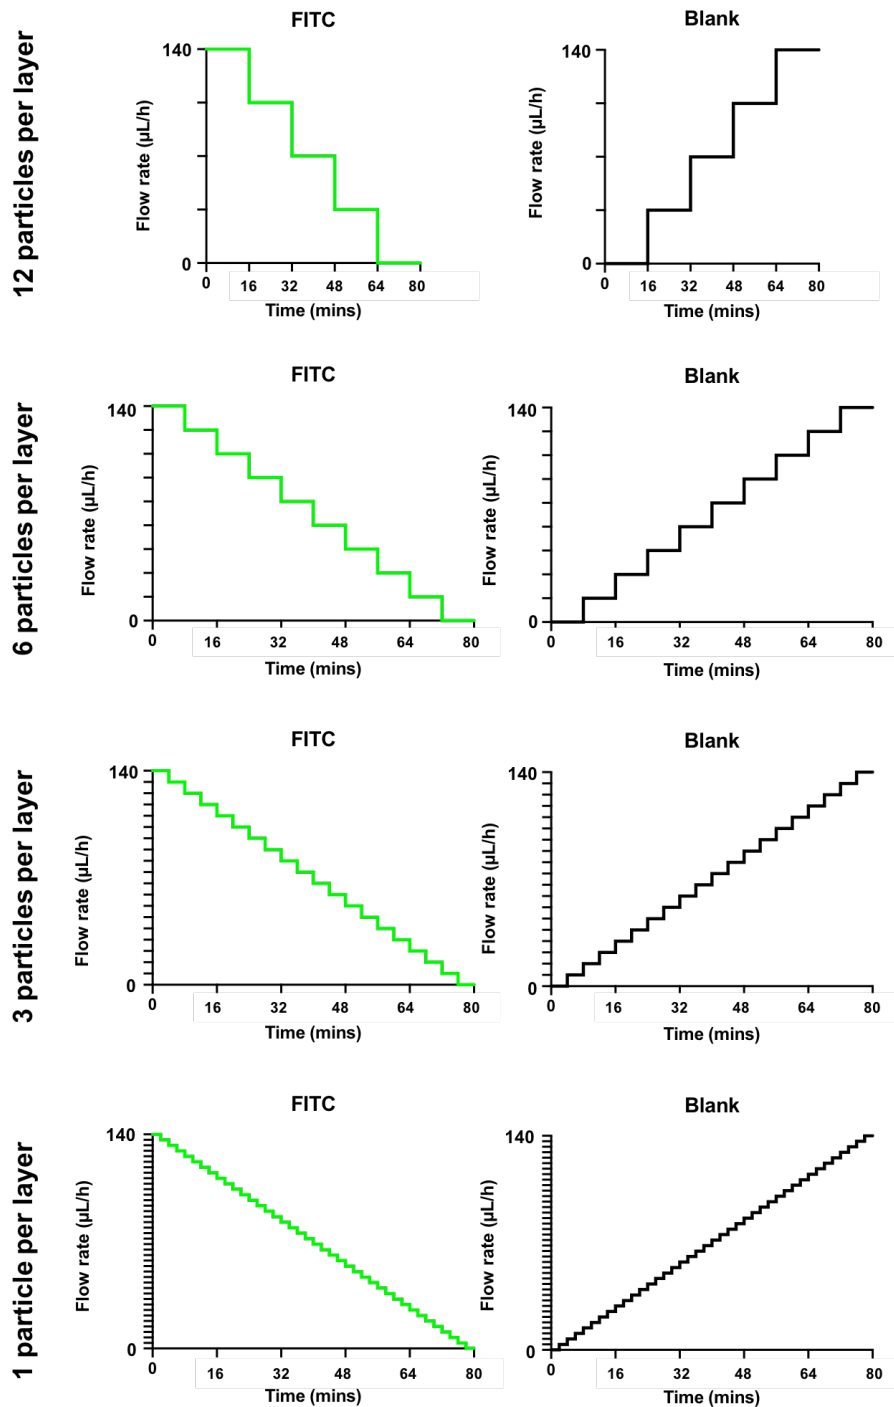 12 particles per layer
FITC
Flow rate (µL/h)
140
0
0 16 32 48 64 80
Time (mins)
Blank
Flow rate (µL/h)
140
0
0 16 32 48 64 80
Time (mins)
6 particles per layer
FITC
Flow rate (µL/h)
140
0
0 16 32 48 64 80
Time (mins)
Blank
Flow rate (µL/h)
140
0
0 16 32 48 64 80
Time (mins)
3 particles per layer
FITC
Flow rate (µL/h)
140
0
0 16 32 48 64 80
Time (mins)
Blank
Flow rate (µL/h)
140
0
0 16 32 48 64 80
Time (mins)
1 particle per layer
FITC
Flow rate (µL/h)
140
0
0 16 32 48 64 80
Time (mins)
Blank
Flow rate (µL/h)
140
0
0 16 32 48 64 80
Time (mins)